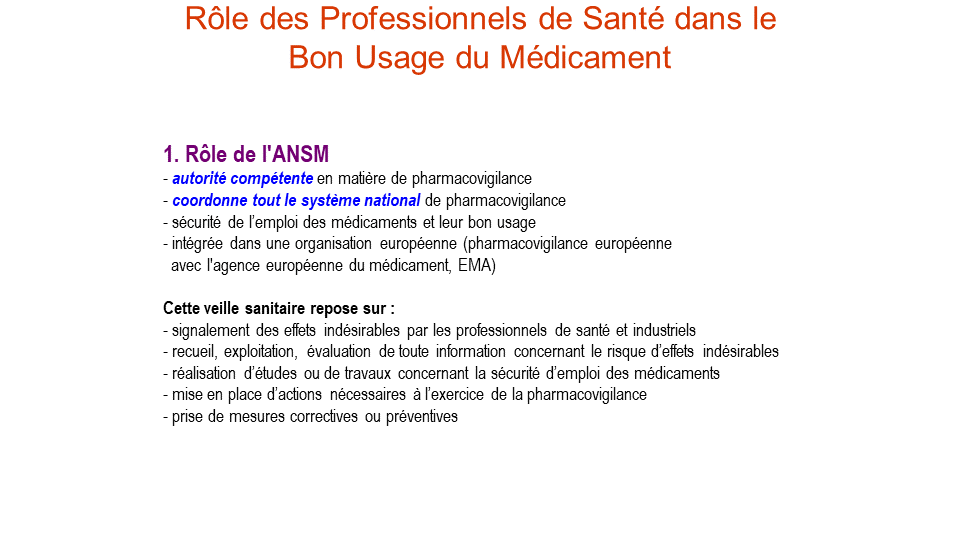 Rôle des Professionnels de Santé dans le
Bon Usage du Médicament
1. Rôle de l'ANSM
- autorité compétente en matière de pharmacovigilance
- coordonne tout le système national de pharmacovigilance
- sécurité de l’emploi des médicaments et leur bon usage
- intégrée dans une organisation européenne (pharmacovigilance européenne
avec l'agence européenne du médicament, EMA)
Cette veille sanitaire repose sur :
- signalement des effets indésirables par les professionnels de santé et industriels
- recueil, exploitation, évaluation de toute information concernant le risque d’effets indésirables
- réalisation d’études ou de travaux concernant la sécurité d’emploi des médicaments
- mise en place d’actions nécessaires à l’exercice de la pharmacovigilance
- prise de mesures correctives ou préventives